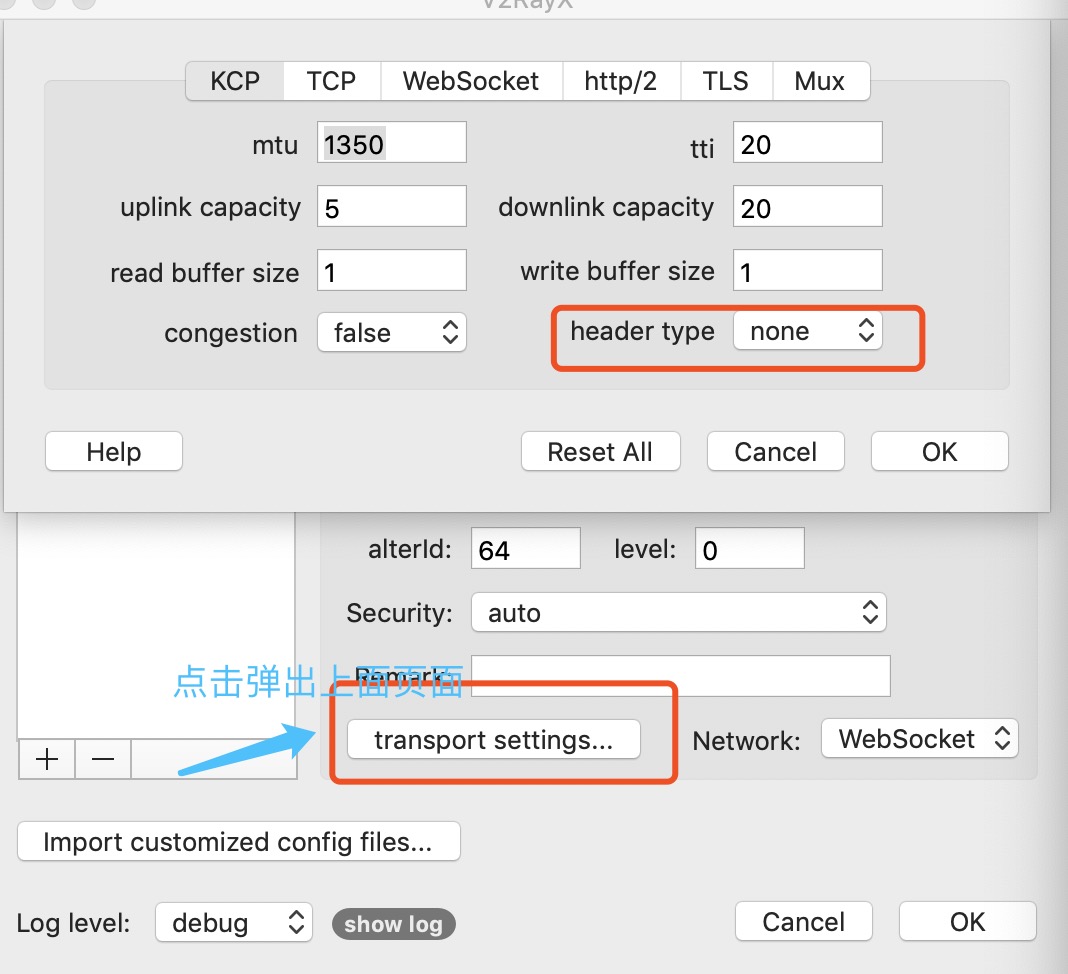 V2RayX
KCP TCP WebSocket http/2 TLS Mux
mtu 1350 tti 20
uplink capacity 5 downlink capacity 20
read buffer size 1 write buffer size 1
congestion false header type none
Help Reset All Cancel OK
alterId: 64 level: 0
Security: auto
Remark:
点击弹出上面页面
transport settings... Network: WebSocket
Import customized config files...
Log level: debug show log Cancel OK